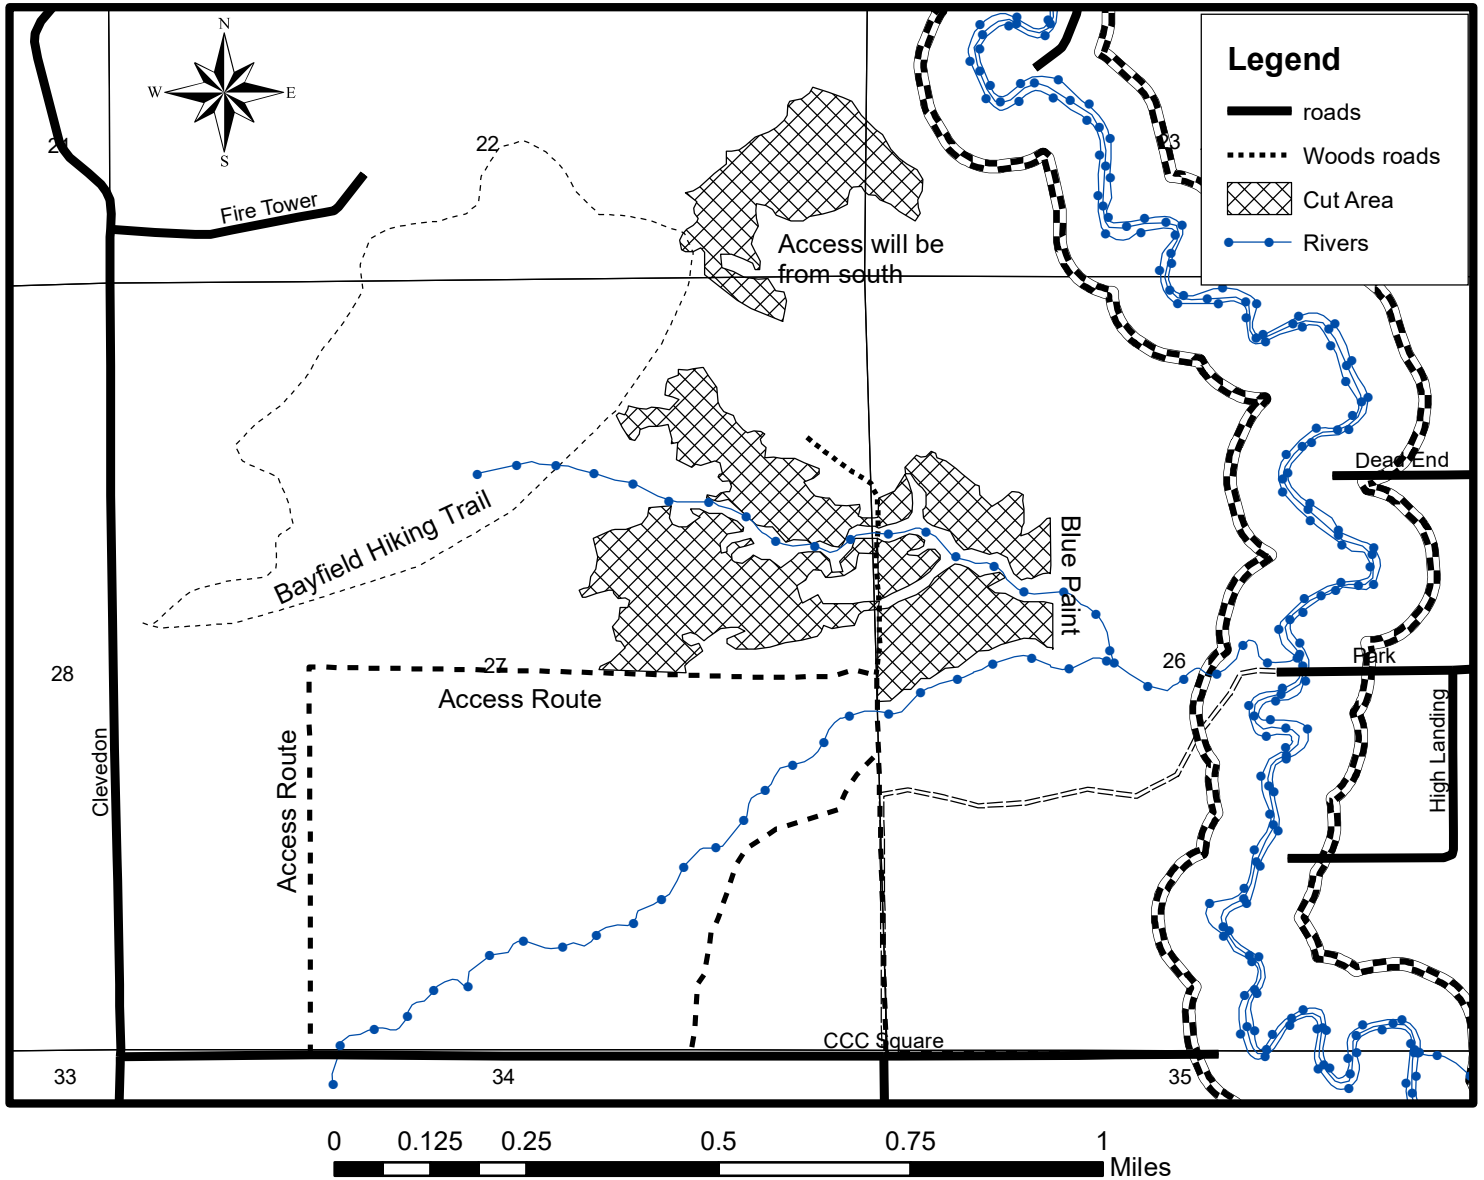 N
W
E
S
21
22
23
Fire Tower
Legend
roads
Woods roads
Cut Area
Rivers
Access will be
from south
Dead End
Bayfield Hiking Trail
Blue Paint
28
27
26
Park
Access Route
Access Route
Clevedon
High Landing
CCC Square
33
34
35
0 0.125 0.25 0.5 0.75 1
Miles